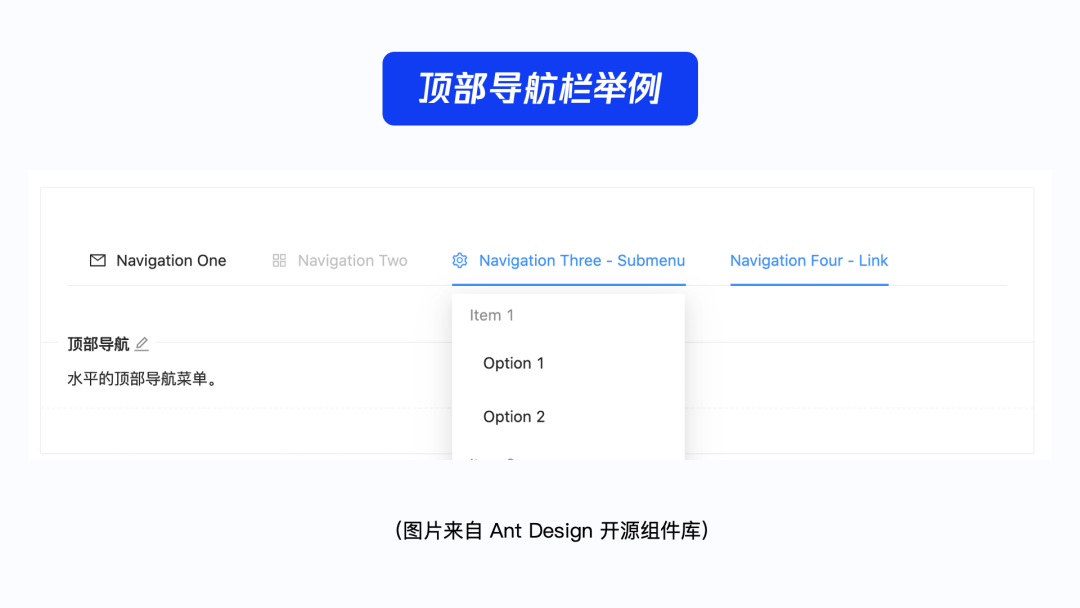 顶部导航栏举例
Navigation One Navigation Two Navigation Three - Submenu Navigation Four - Link
Item 1
顶部导航
Option 1
水平的顶部导航菜单。
Option 2
（图片来自 Ant Design 开源组件库）